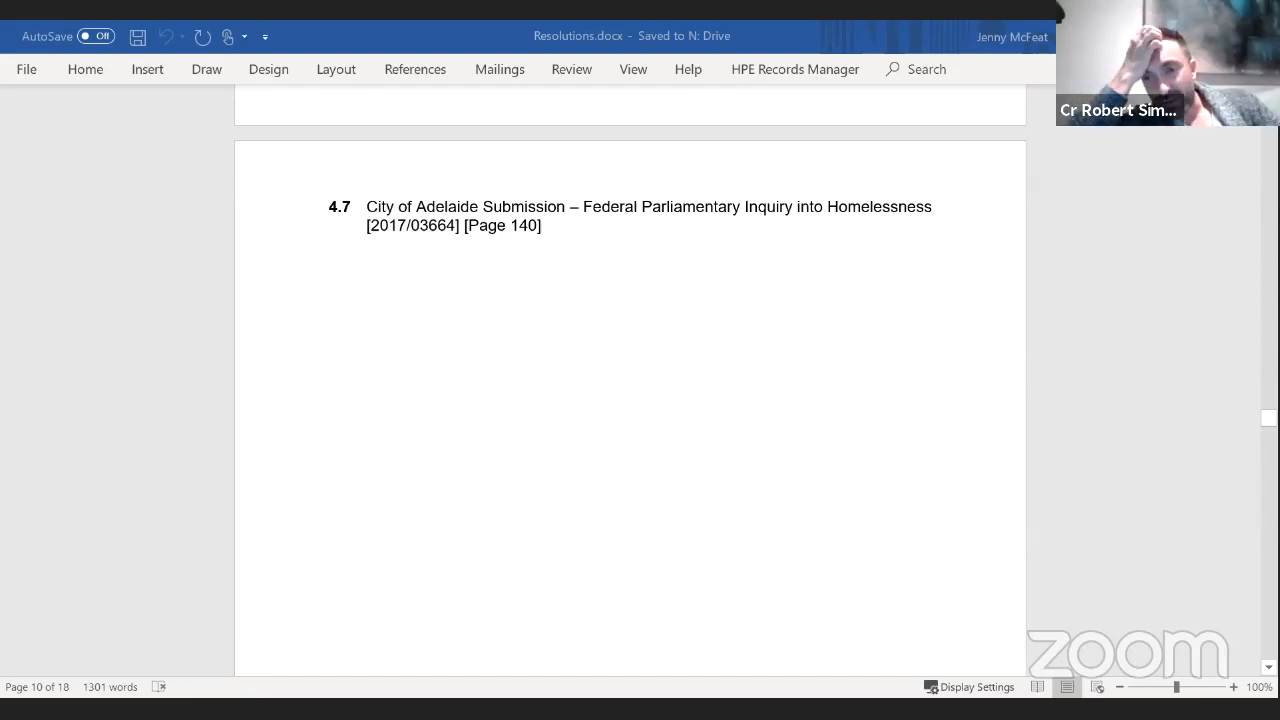 AutoSave Off
Resolutions.docx - Saved to N: Drive
Jenny McFeat
File Home Insert Draw Design Layout References Mailings Review View Help HPE Records Manager Search
Cr Robert Sim...
4.7 City of Adelaide Submission – Federal Parliamentary Inquiry into Homelessness
[2017/03664] [Page 140]
zoom
Page 10 of 18 1301 words Display Settings 100%